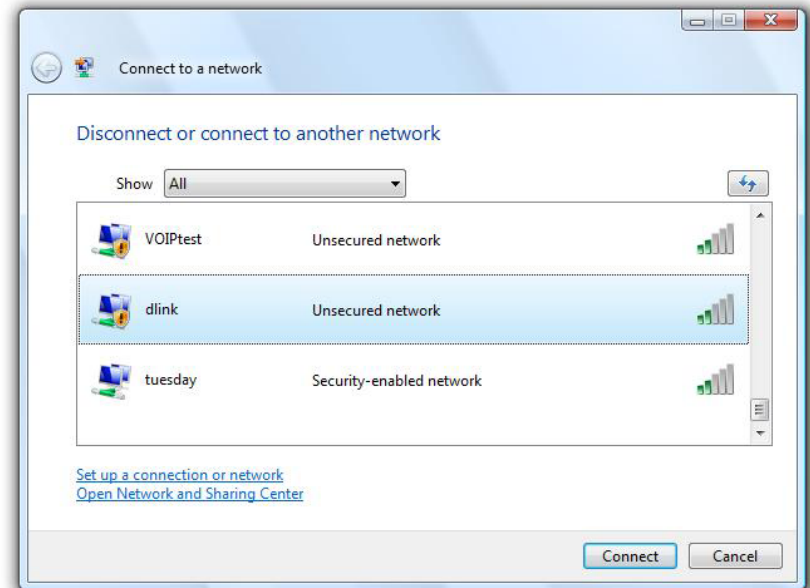 Connect to a network
Disconnect or connect to another network
Show All
VOIPtest Unsecured network
dlink Unsecured network
tuesday Security-enabled network
Set up a connection or network
Open Network and Sharing Center
Connect Cancel